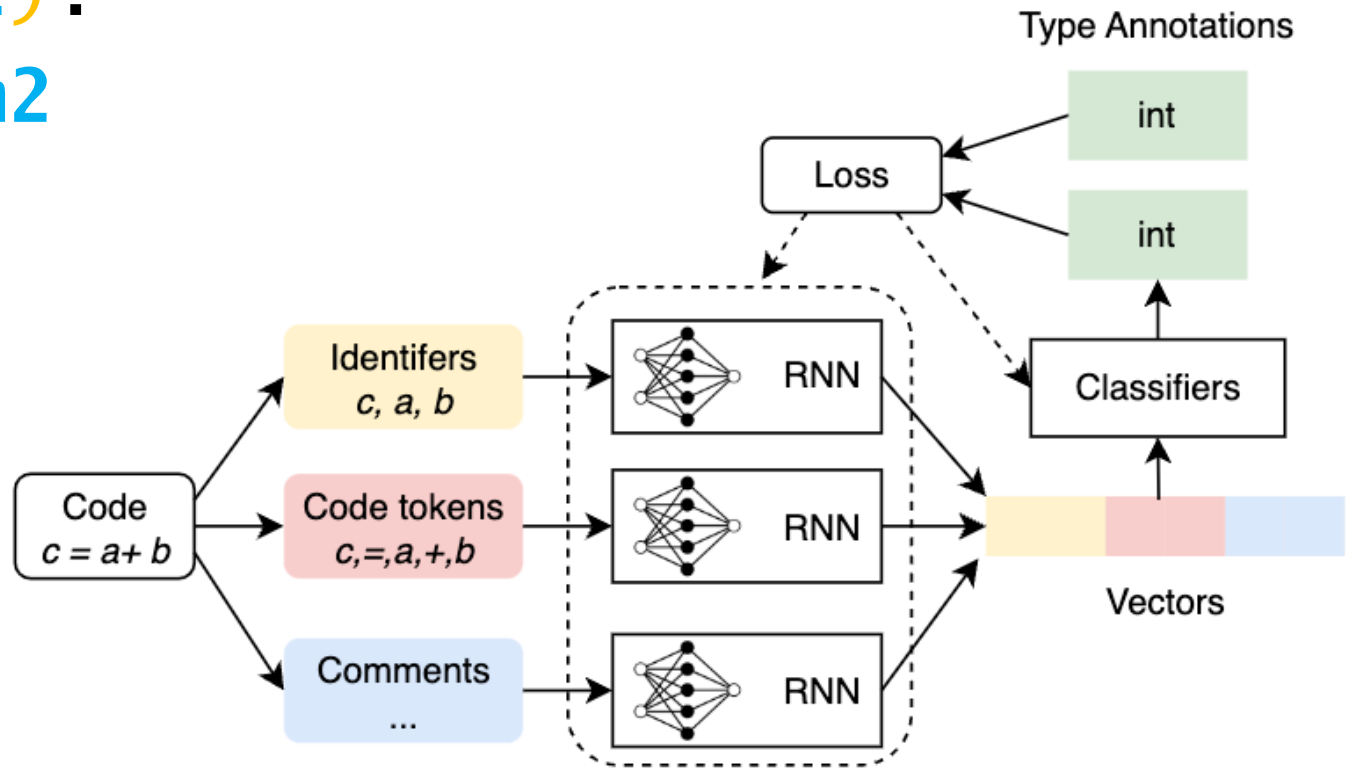 Type Annotations
int
Loss
int
Identifers
c, a, b
RNN
Classifiers
Code
c = a+ b
Code tokens
c,=,a,+,b
RNN
Vectors
Comments
...
RNN